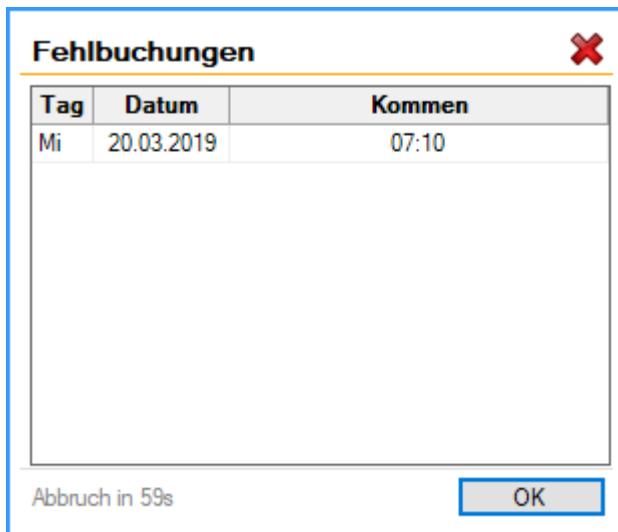 Fehlbuchungen
Tag Datum Kommen
Mi 20.03.2019 07:10
Abbruch in 59s OK